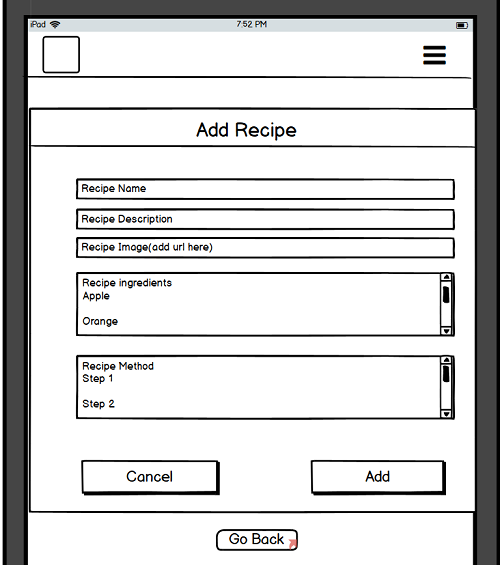 iPad
7:52 PM
Add Recipe
Recipe Name
Recipe Description
Recipe Image(add url here)
Recipe ingredients
Apple
Orange
Recipe Method
Step 1
Step 2
Cancel
Add
Go Back